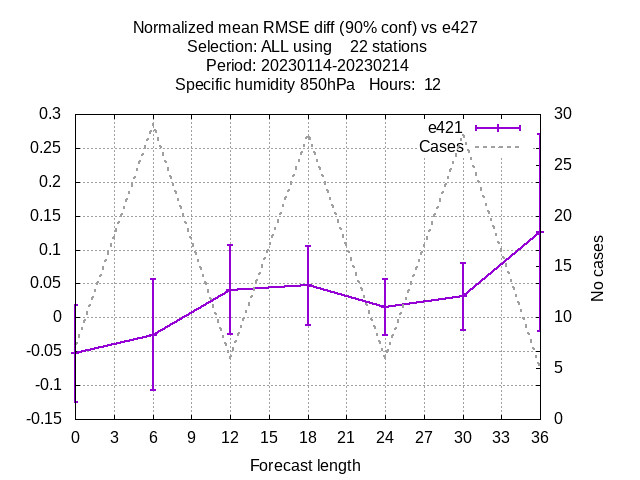 Normalized mean RMSE diff (90% conf) vs e427
Selection: ALL using    22 stations
Period: 20230114-20230214
Specific humidity 850hPa   Hours:  12
0.3
0.25
0.2
0.15
0.1
0.05
0
-0.05
-0.1
-0.15
30
25
20
15
10
5
0
e421
Cases
No cases
0 3 6 9 12 15 18 21 24 27 30 33 36
Forecast length